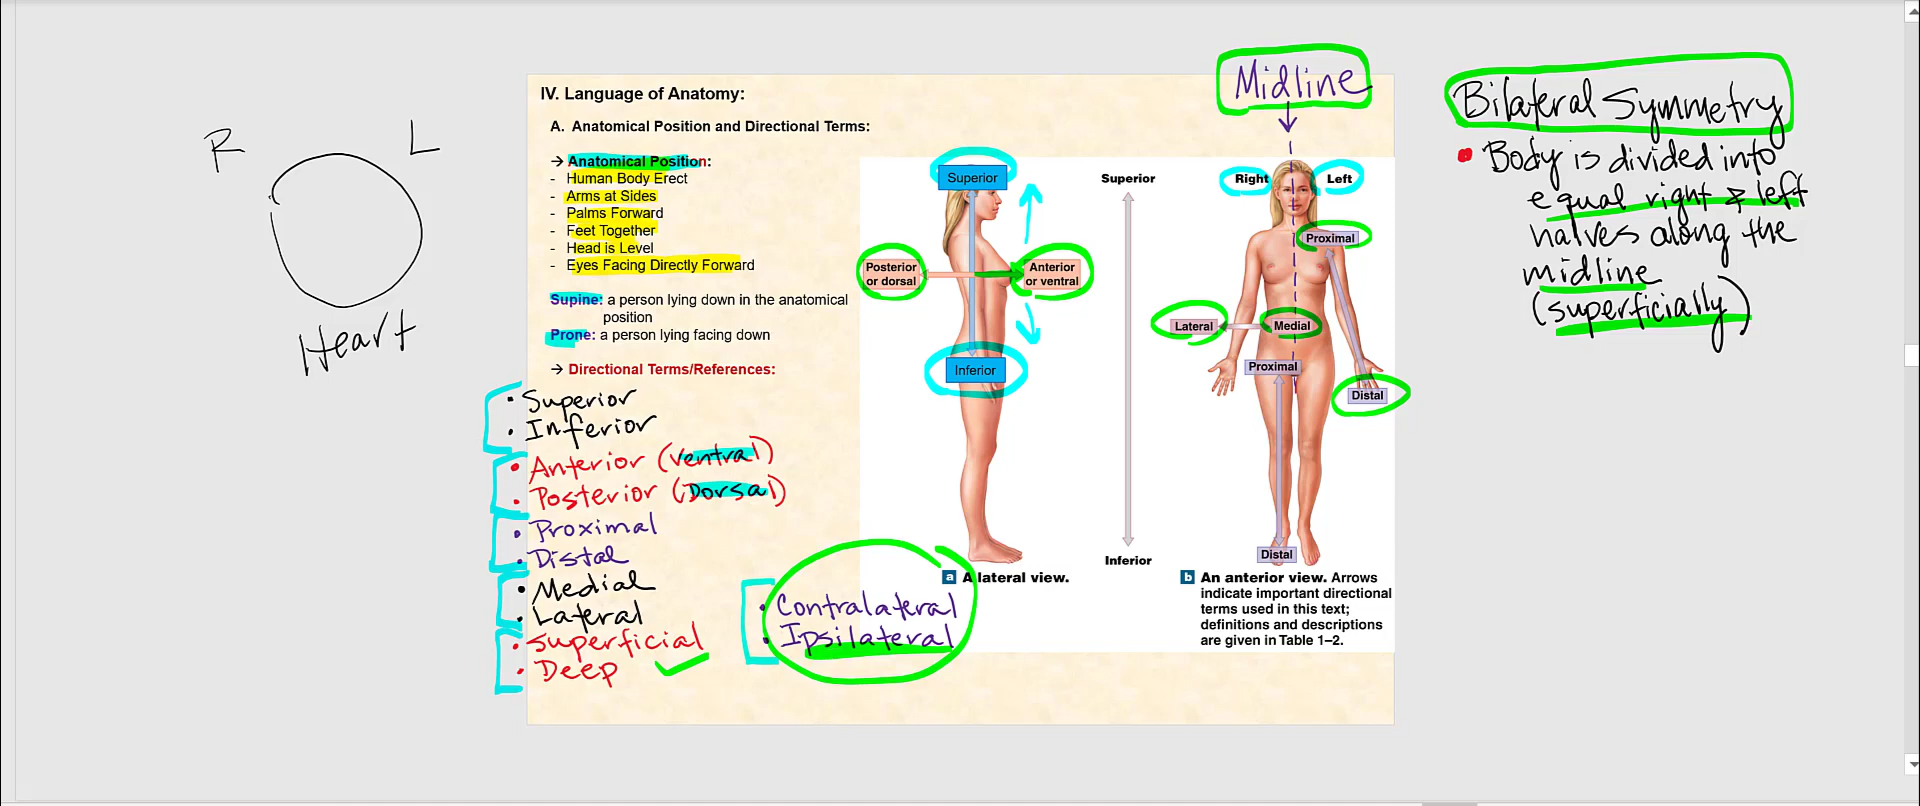 R
L
Heart
IV. Language of Anatomy:
A. Anatomical Position and Directional Terms:
→ Anatomical Position:
- Human Body Erect
- Arms at Sides
- Palms Forward
- Feet Together
- Head is Level
- Eyes Facing Directly Forward
Supine: a person lying down in the anatomical
position
Prone: a person lying facing down
→ Directional Terms/References:
• Superior
• Inferior
• Anterior (Ventral)
• Posterior (Dorsal)
• Proximal
• Distal
• Medial
• Lateral
• Superficial
• Deep
• Contralateral
• Ipsilateral
Superior
Posterior
or dorsal
Anterior
or ventral
Inferior
a A lateral view.
Superior
Inferior
Midline
Right
Left
Proximal
Lateral
Medial
Proximal
Distal
Distal
b An anterior view. Arrows
indicate important directional
terms used in this text;
definitions and descriptions
are given in Table 1–2.
Bilateral Symmetry
• Body is divided into
equal right & left
halves along the
midline
(superficially)